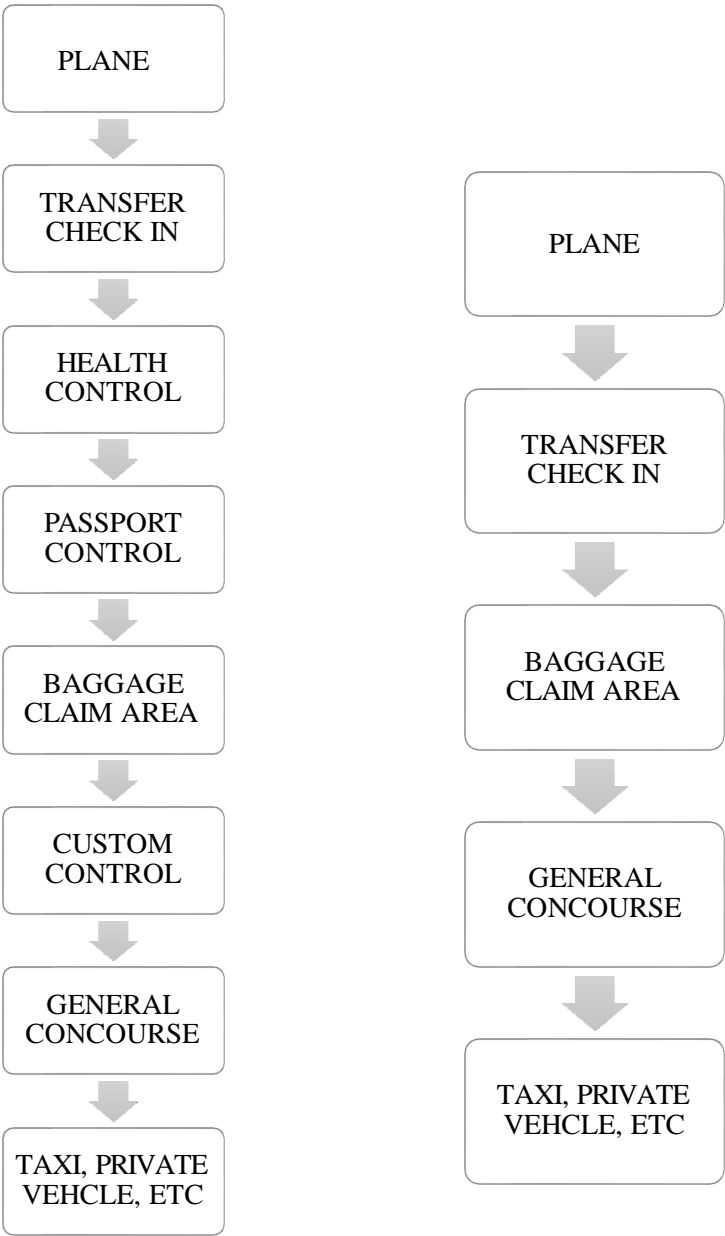 PLANE
TRANSFER
CHECK IN
HEALTH
CONTROL
PASSPORT
CONTROL
BAGGAGE
CLAIM AREA
CUSTOM
CONTROL
GENERAL
CONCOURSE
TAXI, PRIVATE
VEHCLE, ETC
PLANE
TRANSFER
CHECK IN
BAGGAGE
CLAIM AREA
GENERAL
CONCOURSE
TAXI, PRIVATE
VEHCLE, ETC